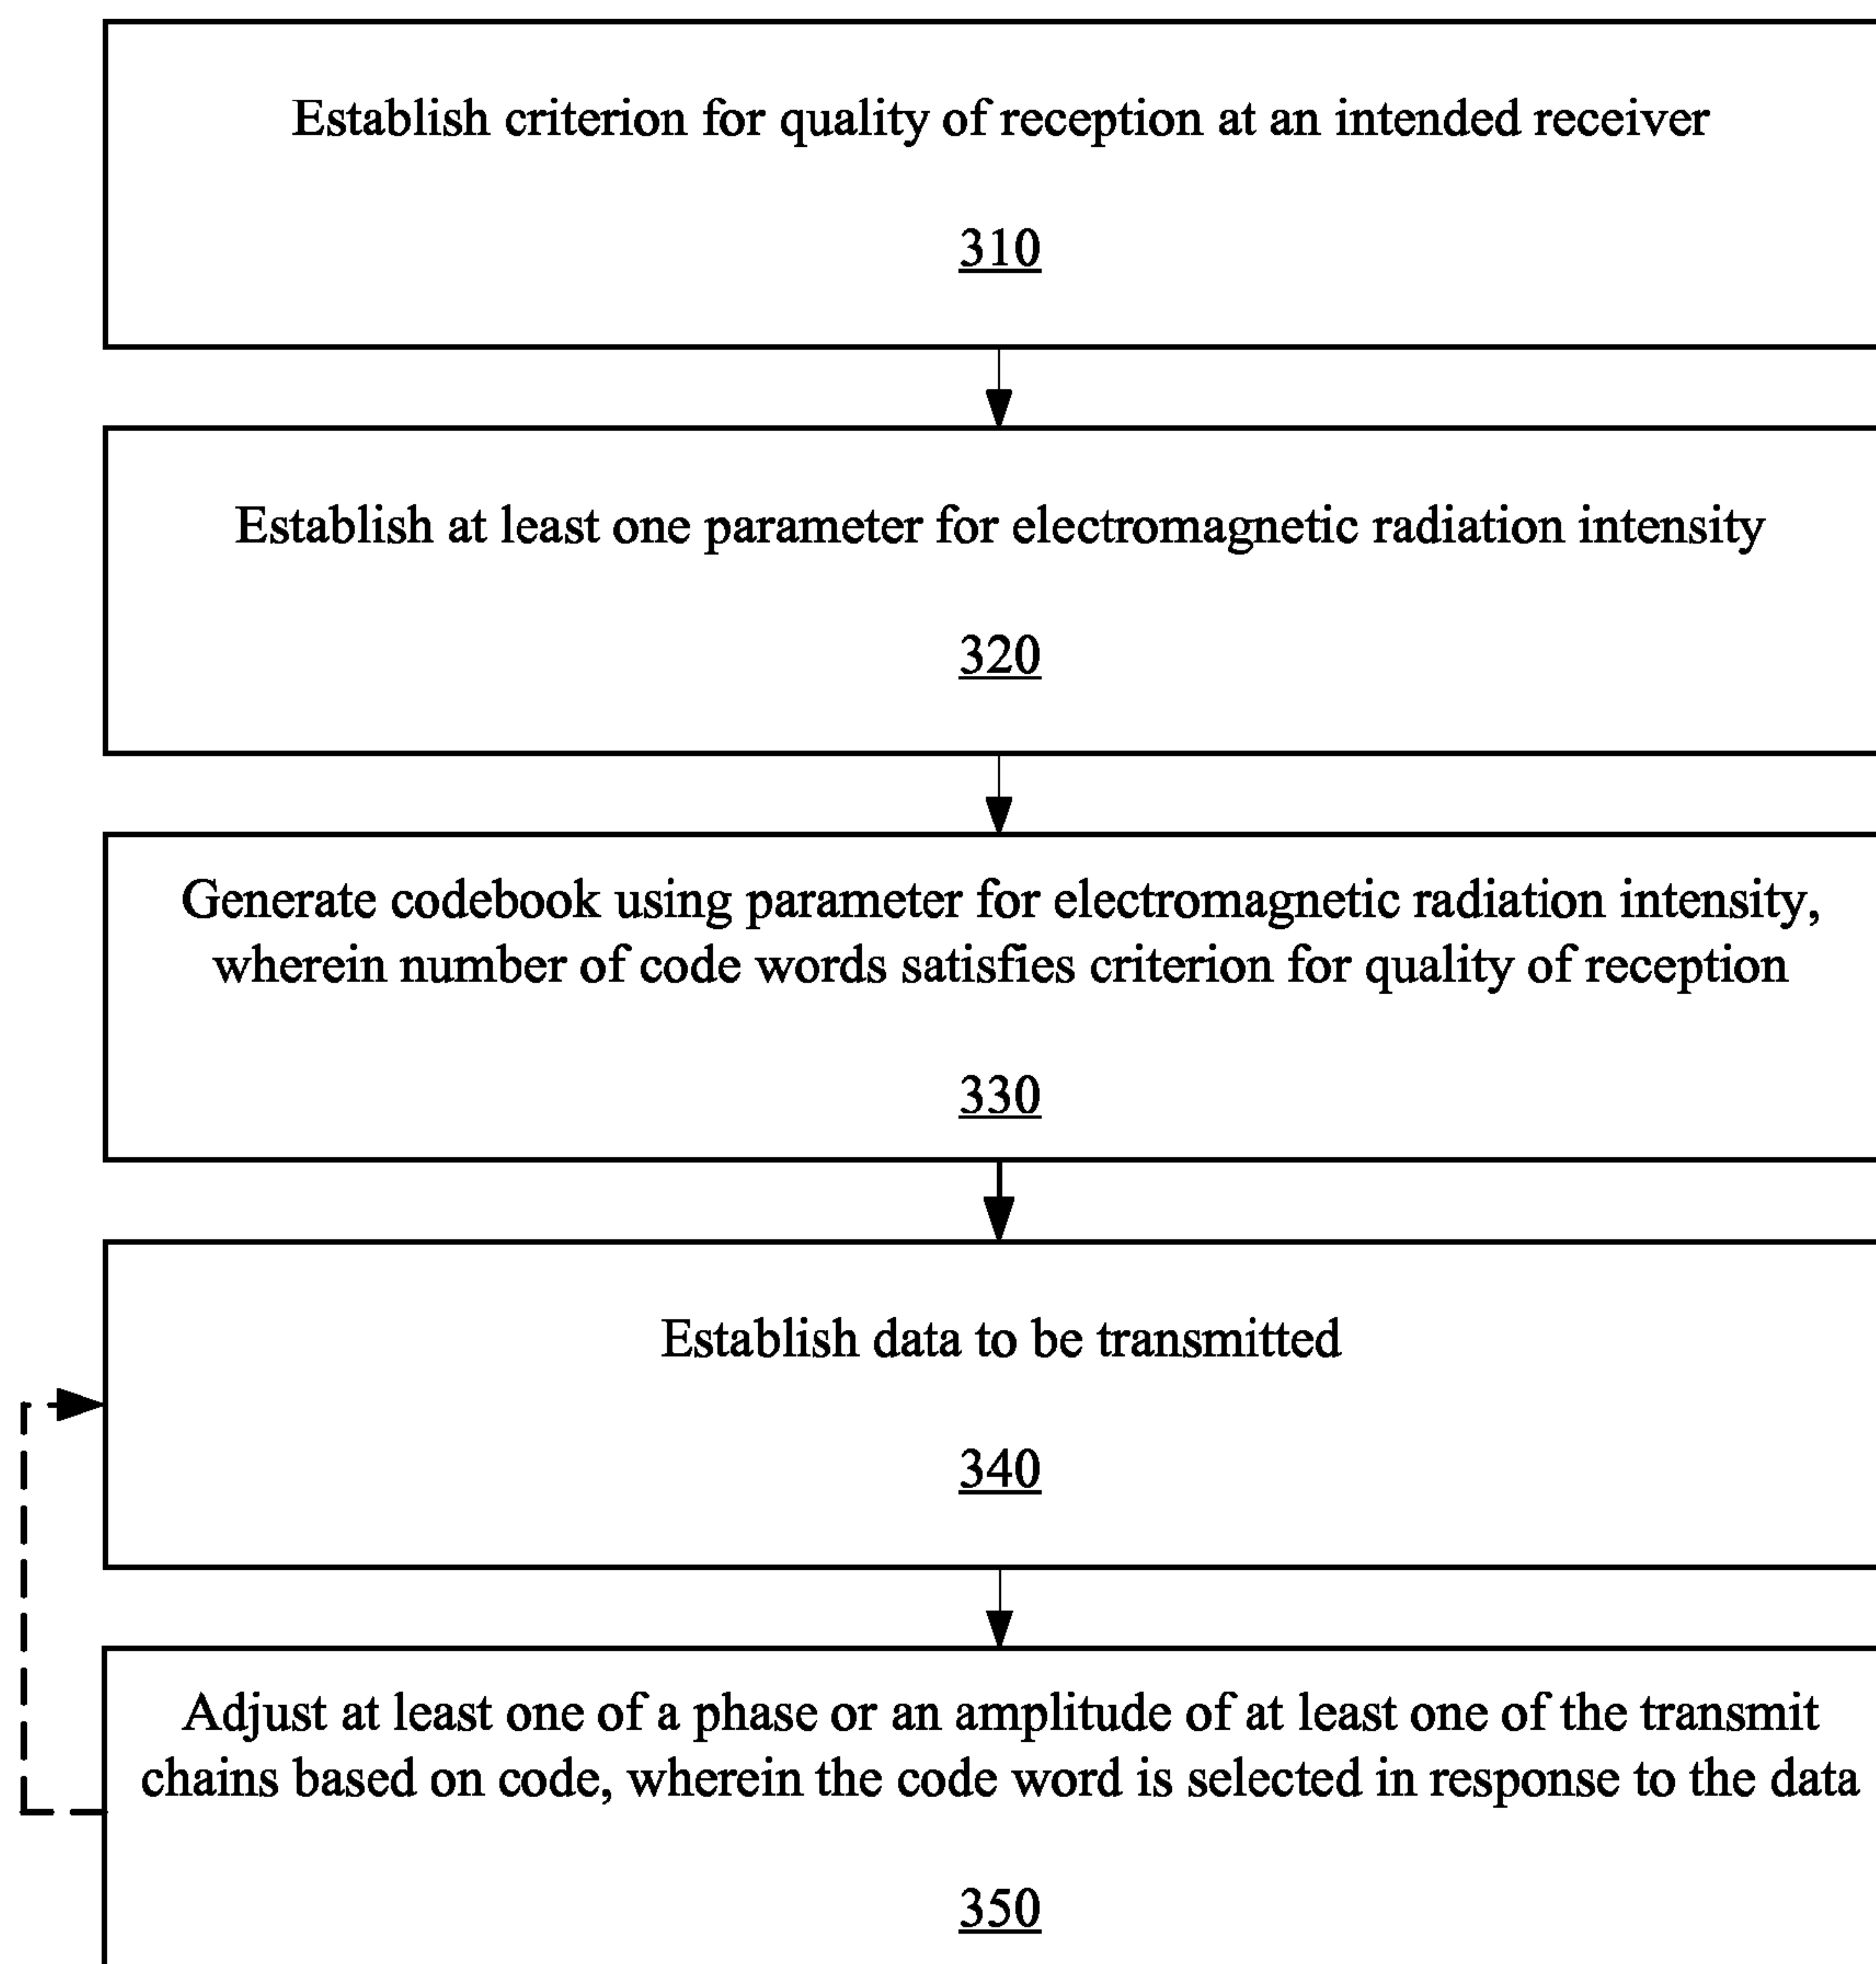 Establish criterion for quality of reception at an intended receiver
310
Establish at least one parameter for electromagnetic radiation intensity
320
Generate codebook using parameter for electromagnetic radiation intensity,
wherein number of code words satisfies criterion for quality of reception
330
Establish data to be transmitted
340
Adjust at least one of a phase or an amplitude of at least one of the transmit
chains based on code, wherein the code word is selected in response to the data
350